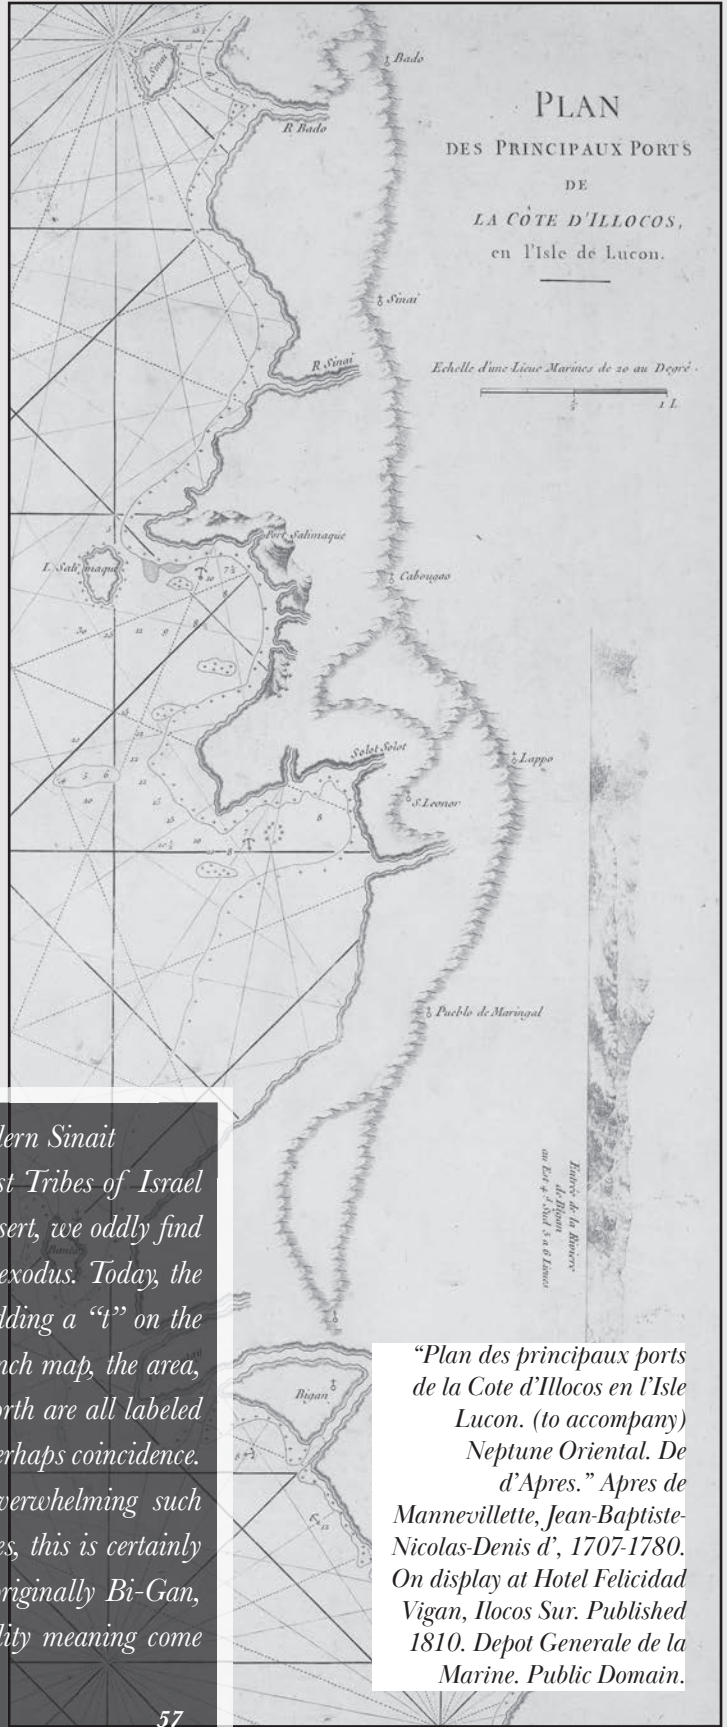 I Sinai
Bado
R Bado
PLAN
DES PRINCIPAUX PORTS
DE
LA CÔTE D'ILLOCOS,
en l'Isle de Lucon.
Sinai
R Sinai
Echelle d'une Lieue Marines de 20 au Degré.
1 L
Port Salimaque
I. Salimaque
Cabougao
Solot Solot
Lappo
S. Leonor
Pueblo de Maringal
Entrée de la Riviere
de Bigan
au Est 4° Sud 5 a 6 Lieues
Bigan
dern Sinait
st Tribes of Israel
sert, we oddly find
exodus. Today, the
dding a “t” on the
nch map, the area,
orth are all labeled
erhaps coincidence.
verwhelming such
es, this is certainly
originally Bi-Gan,
lity meaning come
57
“Plan des principaux ports
de la Cote d’Illocos en l’Isle
Lucon. (to accompany)
Neptune Oriental. De
d’Apres.” Apres de
Mannevillette, Jean-Baptiste-
Nicolas-Denis d’, 1707-1780.
On display at Hotel Felicidad
Vigan, Ilocos Sur. Published
1810. Depot Generale de la
Marine. Public Domain.